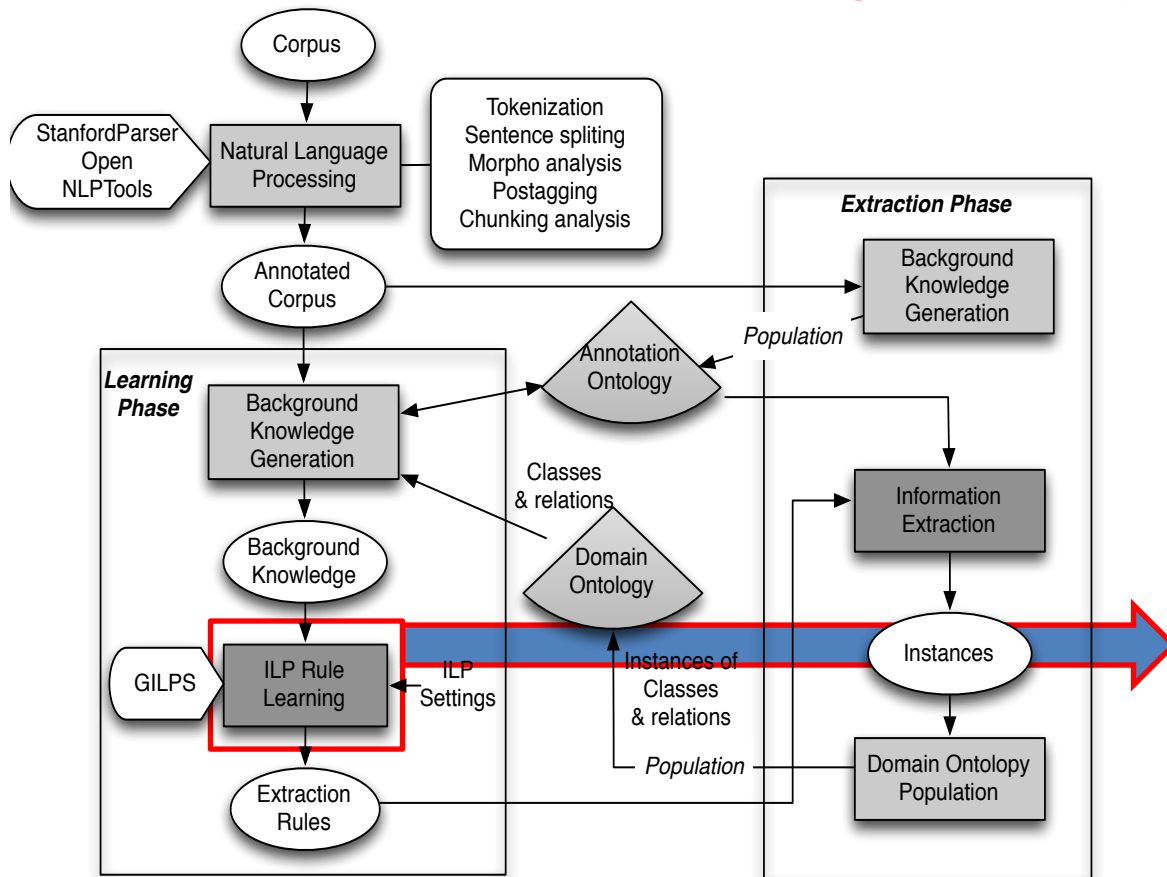 Corpus
StanfordParser
Open
NLPTools
Natural Language
Processing
Tokenization
Sentence spliting
Morpho analysis
Postagging
Chunking analysis
Extraction Phase
Annotated
Corpus
Background
Knowledge
Generation
Population
Annotation
Ontology
Learning
Phase
Background
Knowledge
Generation
Classes
& relations
Information
Extraction
Background
Knowledge
Domain
Ontology
GILPS
ILP Rule
Learning
ILP
Settings
Instances of
Classes
& relations
Instances
Population
Domain Ontolopy
Population
Extraction
Rules